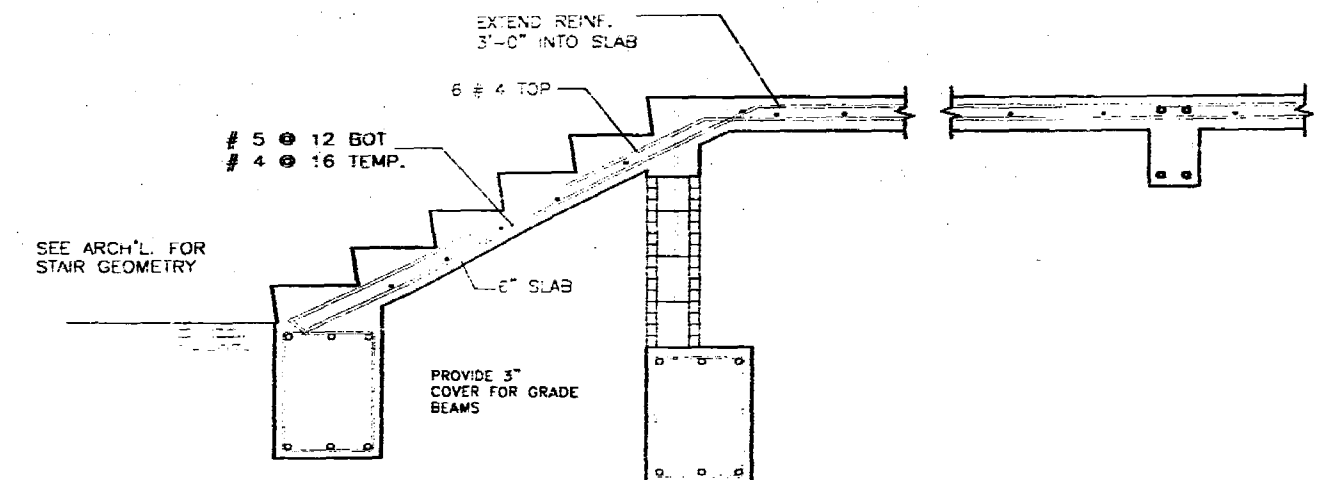 EXTEND REINF.
3'-0" INTO SLAB
6 # 4 TOP
# 5 @ 12 BOT
# 4 @ 16 TEMP.
SEE ARCH'L. FOR
STAIR GEOMETRY
6" SLAB
PROVIDE 3"
COVER FOR GRADE
BEAMS